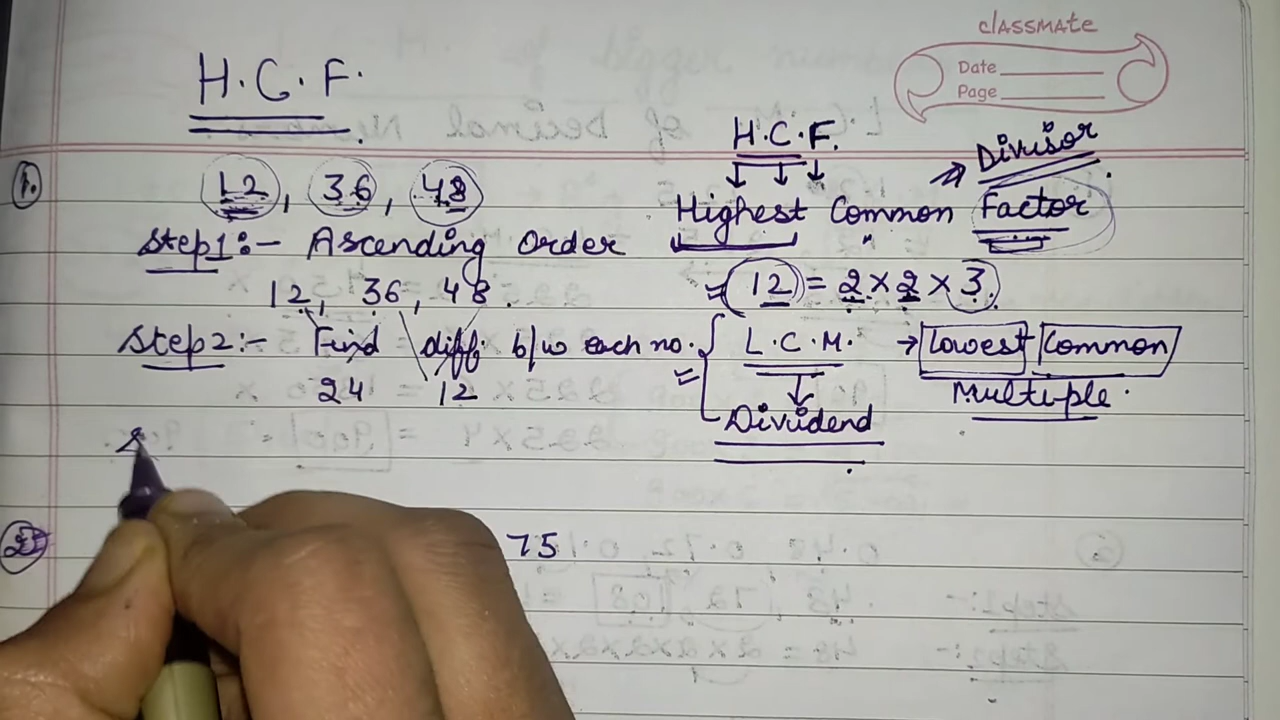 classmate
Date
Page
H.C.F.
1. 12, 36, 48
Step1:- Ascending Order
12, 36, 48.
Step2:- Find diff. b/w each no.
24 12
H.C.F.
Divisor
Highest Common Factor
= 12 = 2 × 2 × 3.
= L.C.M. → Lowest Common
Multiple.
Dividend
75